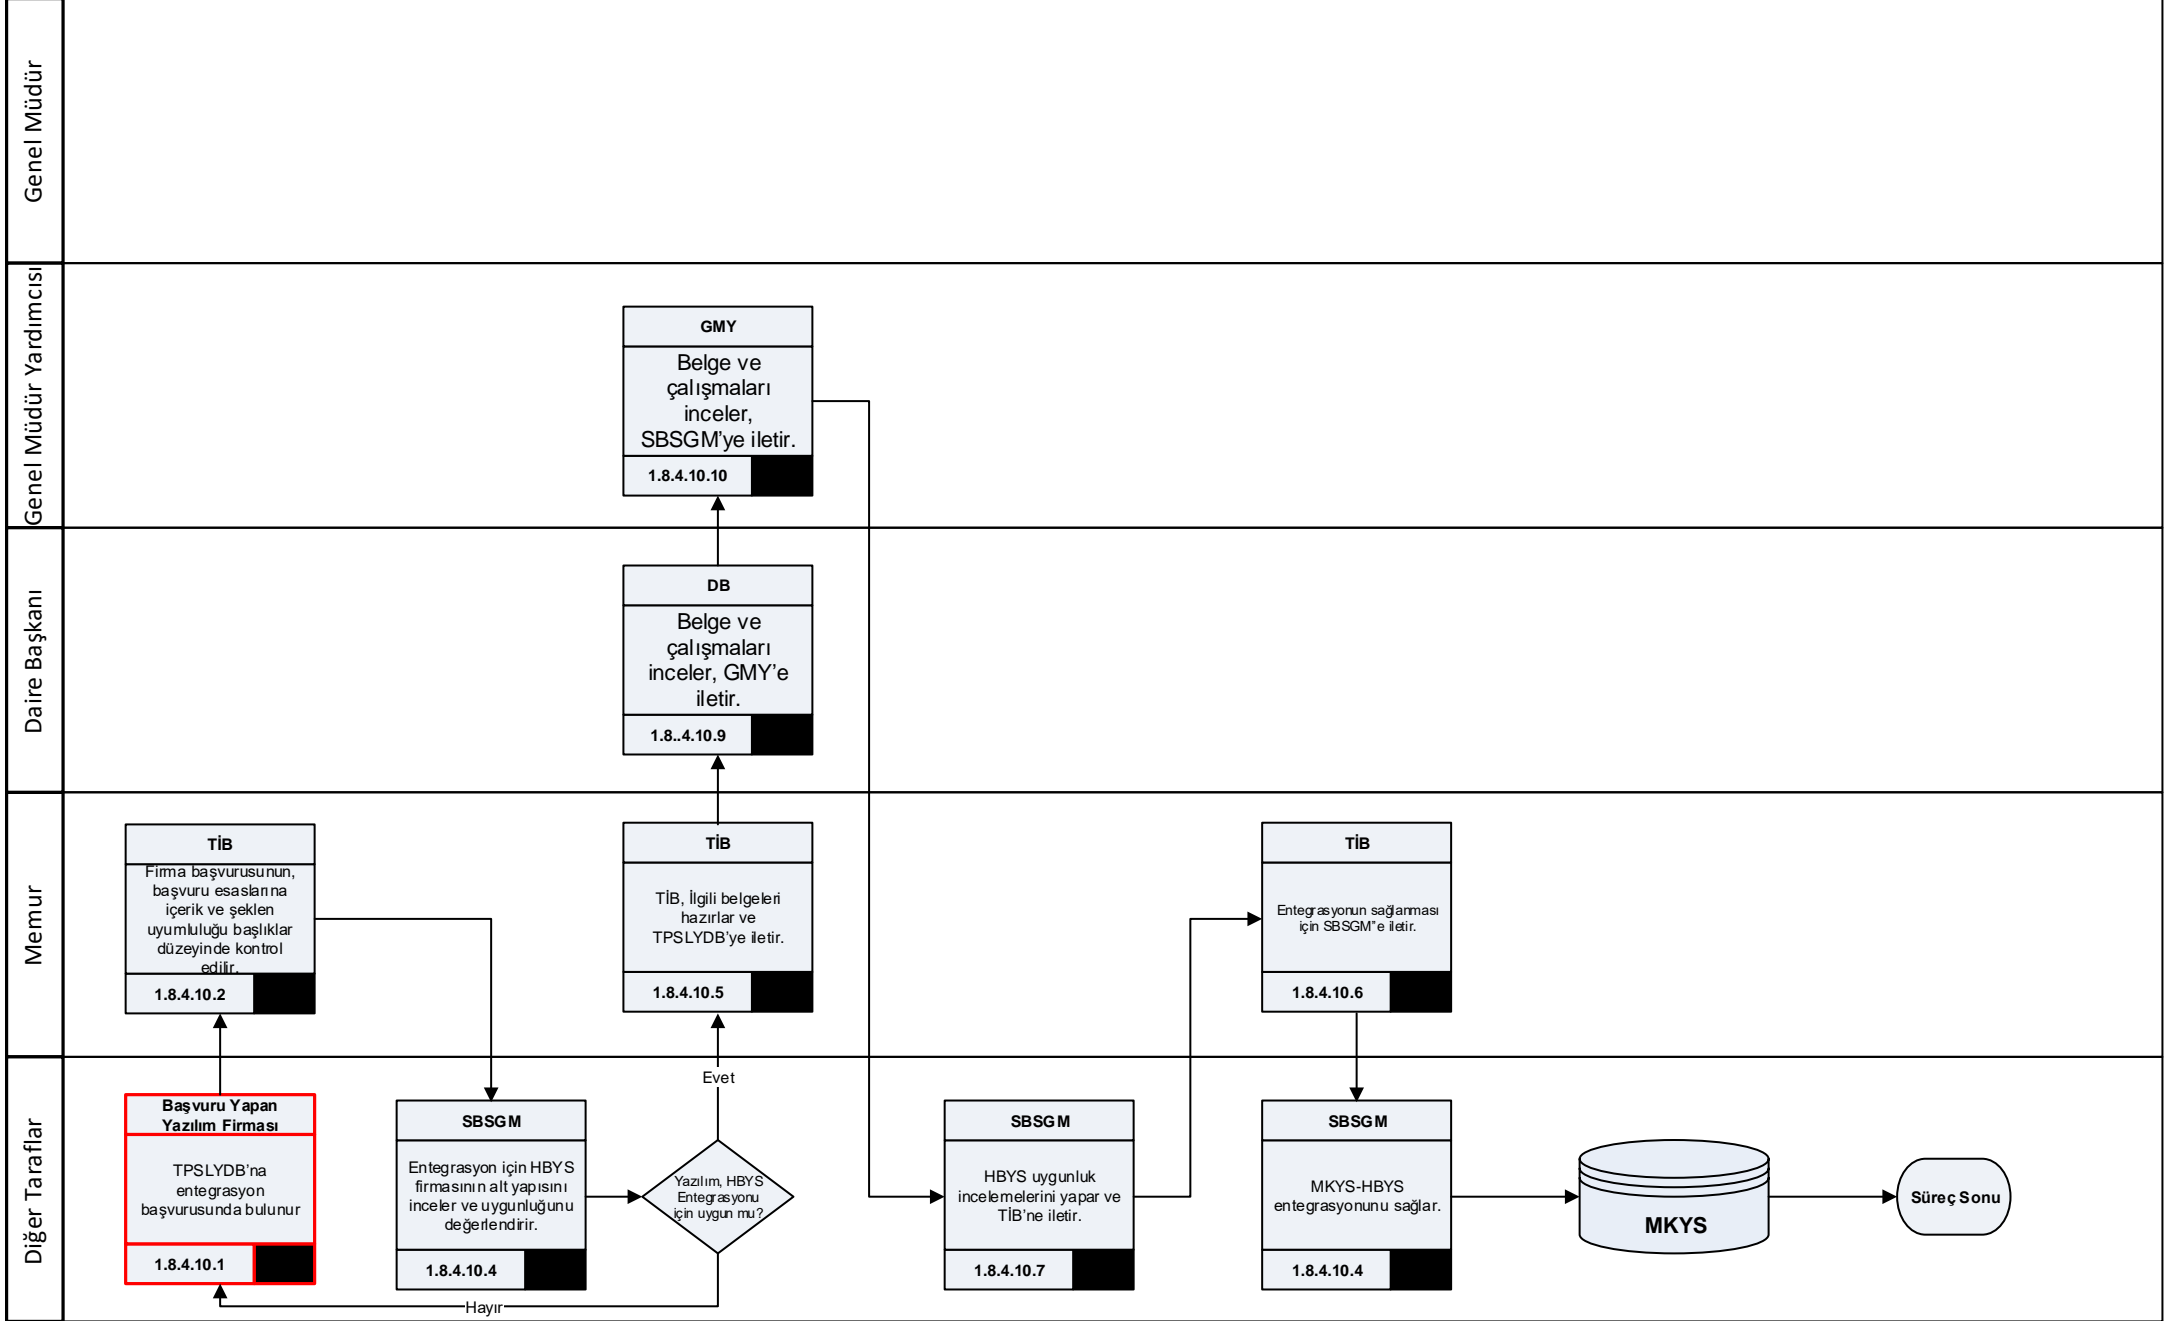 Genel Müdür
Genel Müdür Yardımcısı
GMY
Belge ve
çalışmaları
inceler,
SBSGM’ye iletir.
1.8.4.10.10
Daire Başkanı
DB
Belge ve
çalışmaları
inceler, GMY’e
iletir.
1.8..4.10.9
Memur
TİB
Firma başvurusunun,
başvuru esaslarına
içerik ve şeklen
uyumluluğu başlıklar
düzeyinde kontrol
edilir.
1.8.4.10.2
TİB
TİB, İlgili belgeleri
hazırlar ve
TPSLYDB’ye iletir.
1.8.4.10.5
TİB
Entegrasyonun sağlanması
için SBSGM”e iletir.
1.8.4.10.6
Diğer Taraflar
Başvuru Yapan
Yazılım Firması
TPSLYDB’na
entegrasyon
başvurusunda bulunur
1.8.4.10.1
SBSGM
Entegrasyon için HBYS
firmasının alt yapısını
inceler ve uygunluğunu
değerlendirir.
1.8.4.10.4
Evet
Yazılım, HBYS
Entegrasyonu
için uygun mu?
Hayır
SBSGM
HBYS uygunluk
incelemelerini yapar ve
TİB’ne iletir.
1.8.4.10.7
SBSGM
MKYS-HBYS
entegrasyonunu sağlar.
1.8.4.10.4
MKYS
Süreç Sonu